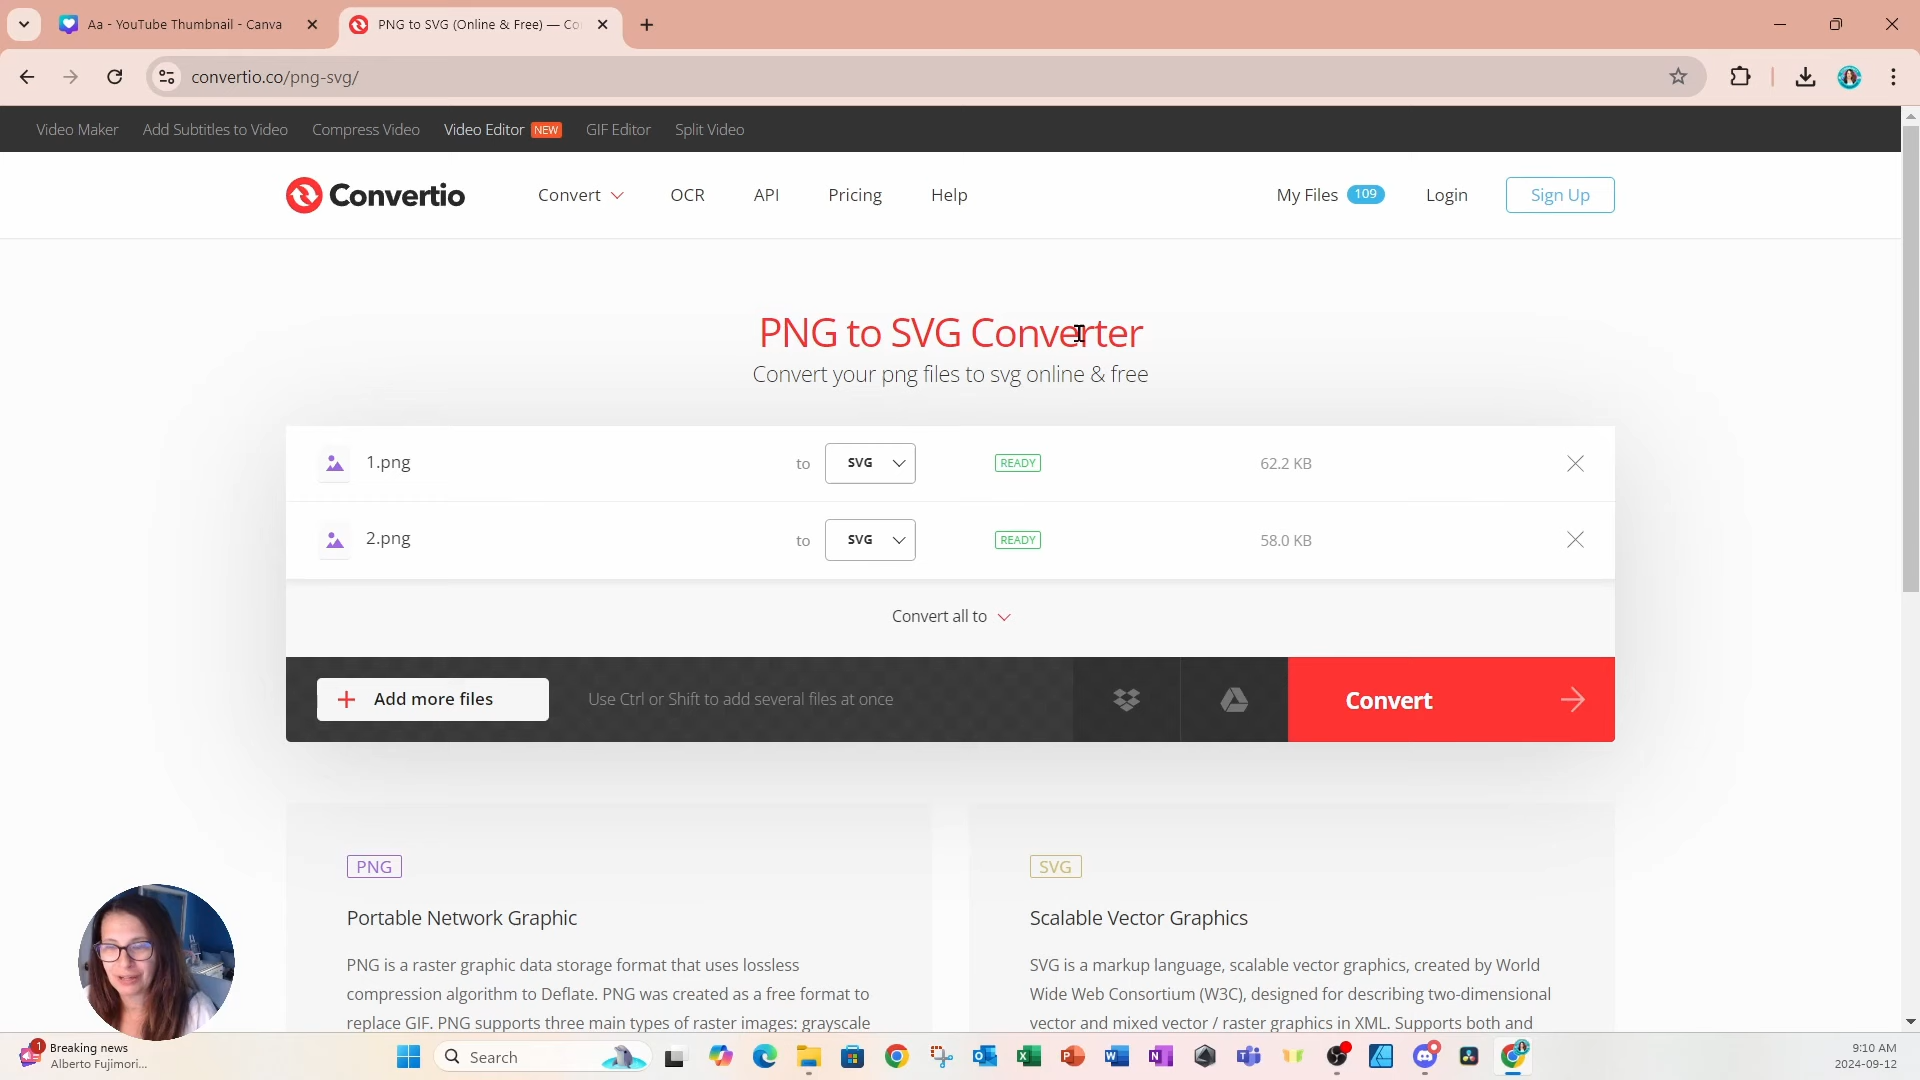 Aa - YouTube Thumbnail - Canva
PNG to SVG (Online & Free) — Co
convertio.co/png-svg/
Video Maker Add Subtitles to Video Compress Video Video Editor NEW GIF Editor Split Video
Convertio
Convert OCR API Pricing Help
My Files 109 Login Sign Up
PNG to SVG Converter
Convert your png files to svg online & free
1.png to SVG READY 62.2 KB
2.png to SVG READY 58.0 KB
Convert all to
Add more files Use Ctrl or Shift to add several files at once Convert
PNG
Portable Network Graphic
PNG is a raster graphic data storage format that uses lossless
compression algorithm to Deflate. PNG was created as a free format to
replace GIF. PNG supports three main types of raster images: grayscale
SVG
Scalable Vector Graphics
SVG is a markup language, scalable vector graphics, created by World
Wide Web Consortium (W3C), designed for describing two-dimensional
vector and mixed vector / raster graphics in XML. Supports both and
1
Breaking news
Alberto Fujimori...
Search
9:10 AM
2024-09-12